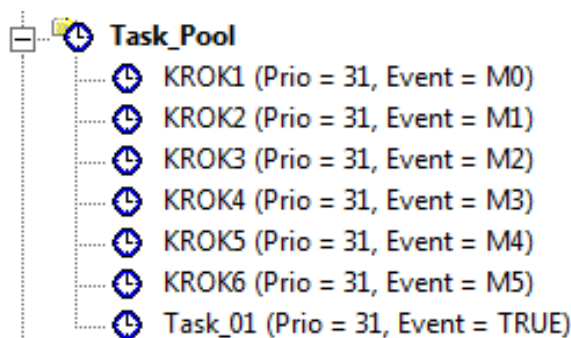 Task_Pool
KROK1 (Prio = 31, Event = M0)
KROK2 (Prio = 31, Event = M1)
KROK3 (Prio = 31, Event = M2)
KROK4 (Prio = 31, Event = M3)
KROK5 (Prio = 31, Event = M4)
KROK6 (Prio = 31, Event = M5)
Task_01 (Prio = 31, Event = TRUE)